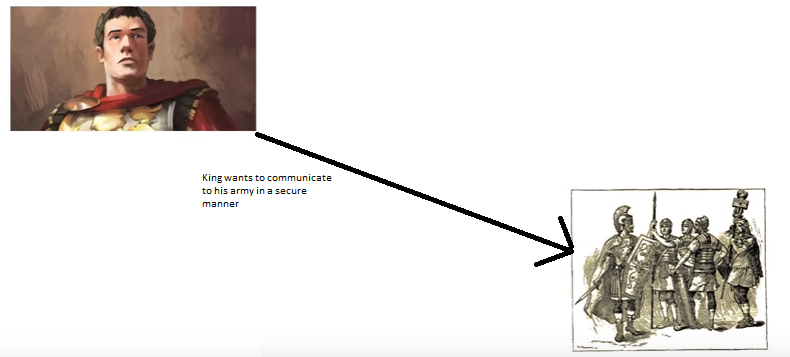 King wants to communicate
to his army in a secure
manner